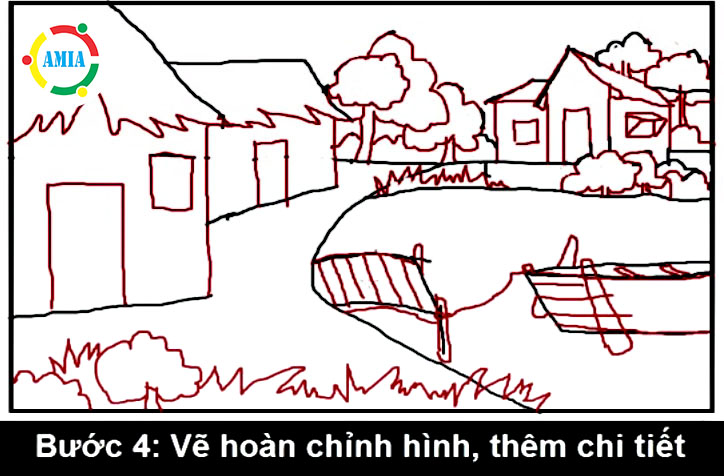 AMIA
Bước 4: Vẽ hoàn chỉnh hình, thêm chi tiết